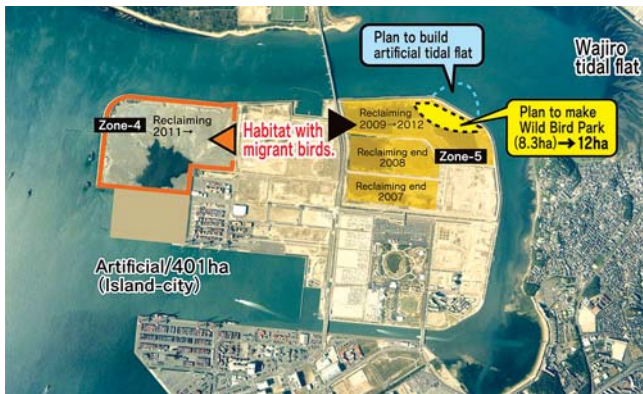 Plan to build
artificial tidal flat
Wajiro
tidal flat
Zone-4
Reclaiming
2011→
Habitat with
migrant birds.
Reclaiming
2009→2012
Plan to make
Wild Bird Park
(8.3ha)→12ha
Reclaiming end
2008
Zone-5
Reclaiming end
2007
Artificial/401ha
(Island-city)